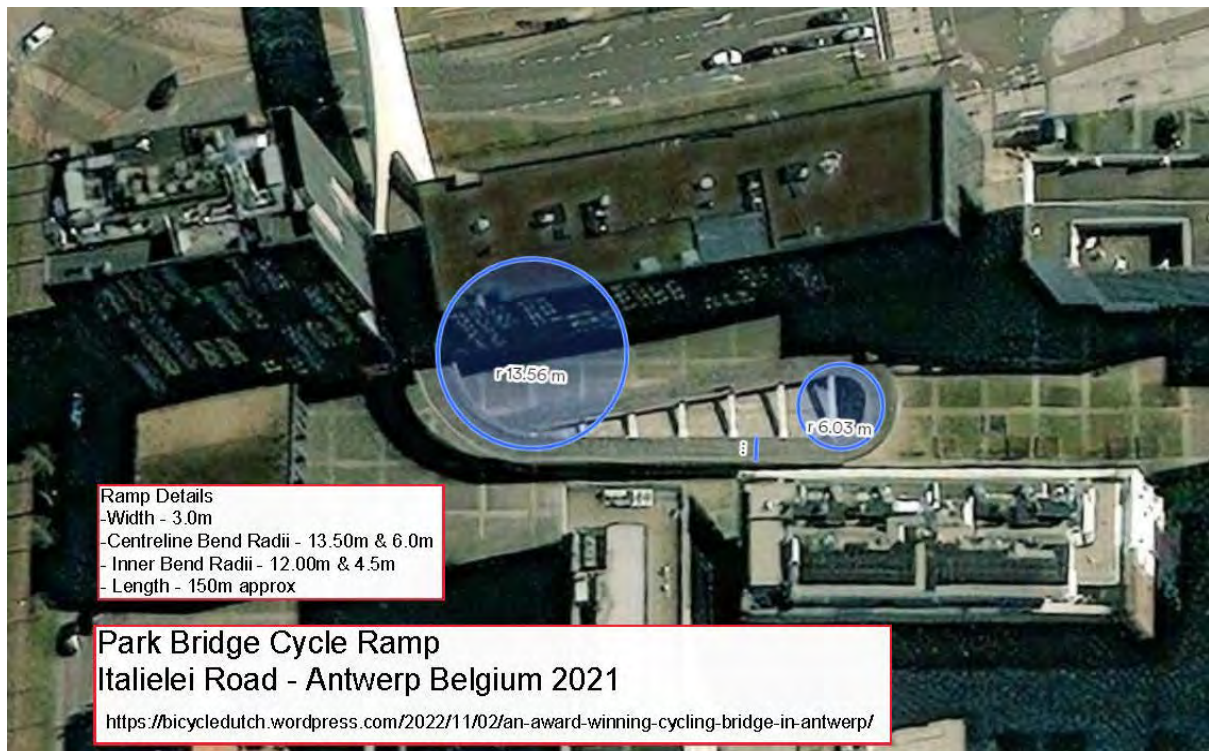 r 13.56 m
r 6.03 m
Ramp Details
-Width - 3.0m
-Centreline Bend Radii - 13.50m & 6.0m
- Inner Bend Radii - 12.00m & 4.5m
- Length - 150m approx
Park Bridge Cycle Ramp
Italielei Road - Antwerp Belgium 2021
https://bicycledutch.wordpress.com/2022/11/02/an-award-winning-cycling-bridge-in-antwerp/